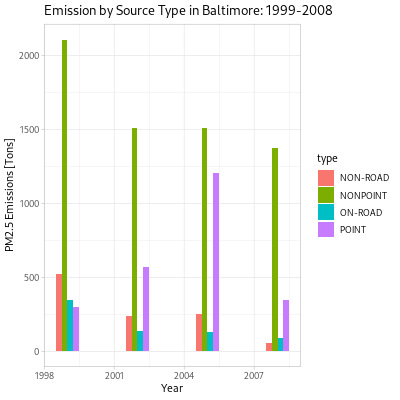 Emission by Source Type in Baltimore: 1999-2008
PM2.5 Emissions [Tons]
2000
1500
1000
500
0
1998
2001
2004
2007
Year
type
NON-ROAD
NONPOINT
ON-ROAD
POINT